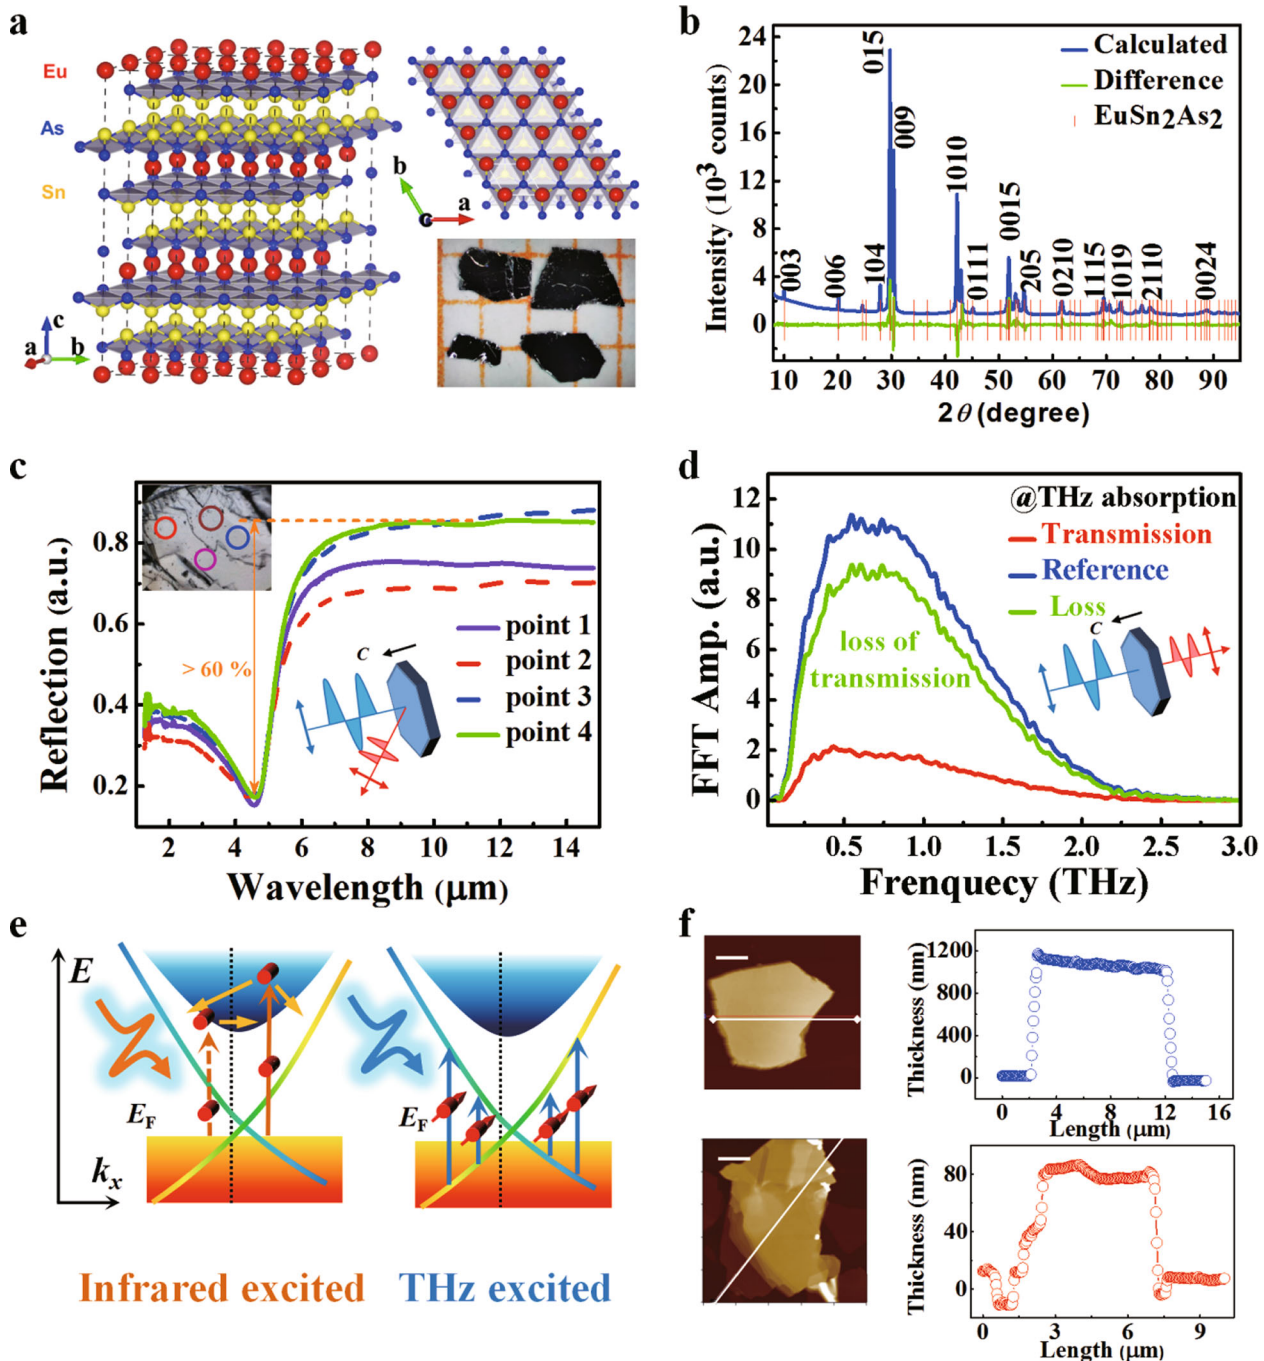 a
Eu
As
Sn
c
a
b
b
c
a
b
24
20
16
12
8
4
0
Intensity (10³ counts)
Calculated
Difference
EuSn₂As₂
003
006
104
015
009
1010
0111
0015
205
0210
1115
1019
2110
0024
10 20 30 40 50 60 70 80 90
2θ (degree)
c
0.8
0.6
0.4
0.2
Reflection (a.u.)
> 60 %
point 1
point 2
point 3
point 4
C
2 4 6 8 10 12 14
Wavelength (μm)
d
12
10
8
6
4
2
0
FFT Amp. (a.u.)
@THz absorption
Transmission
Reference
Loss
loss of
transmission
C
0.5 1.0 1.5 2.0 2.5 3.0
Frenquecy (THz)
e
E
E_F
k_x
E_F
Infrared excited
THz excited
f
1200
800
400
0
Thickness (nm)
0 4 8 12 16
Length (μm)
80
40
0
Thickness (nm)
0 3 6 9
Length (μm)